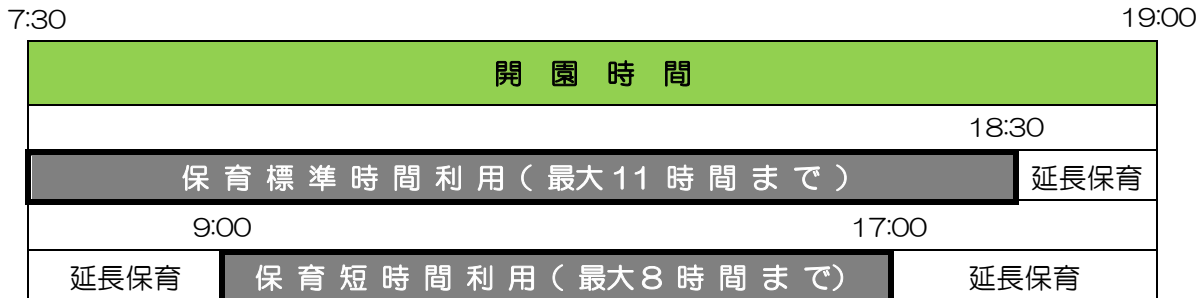 7:30 19:00
開 園 時 間
18:30
保 育 標 準 時 間 利 用 ( 最大 11 時 間 ま で ) 延長保育
9:00 17:00
延長保育 保 育 短 時 間 利 用 ( 最大8 時 間 ま で) 延長保育